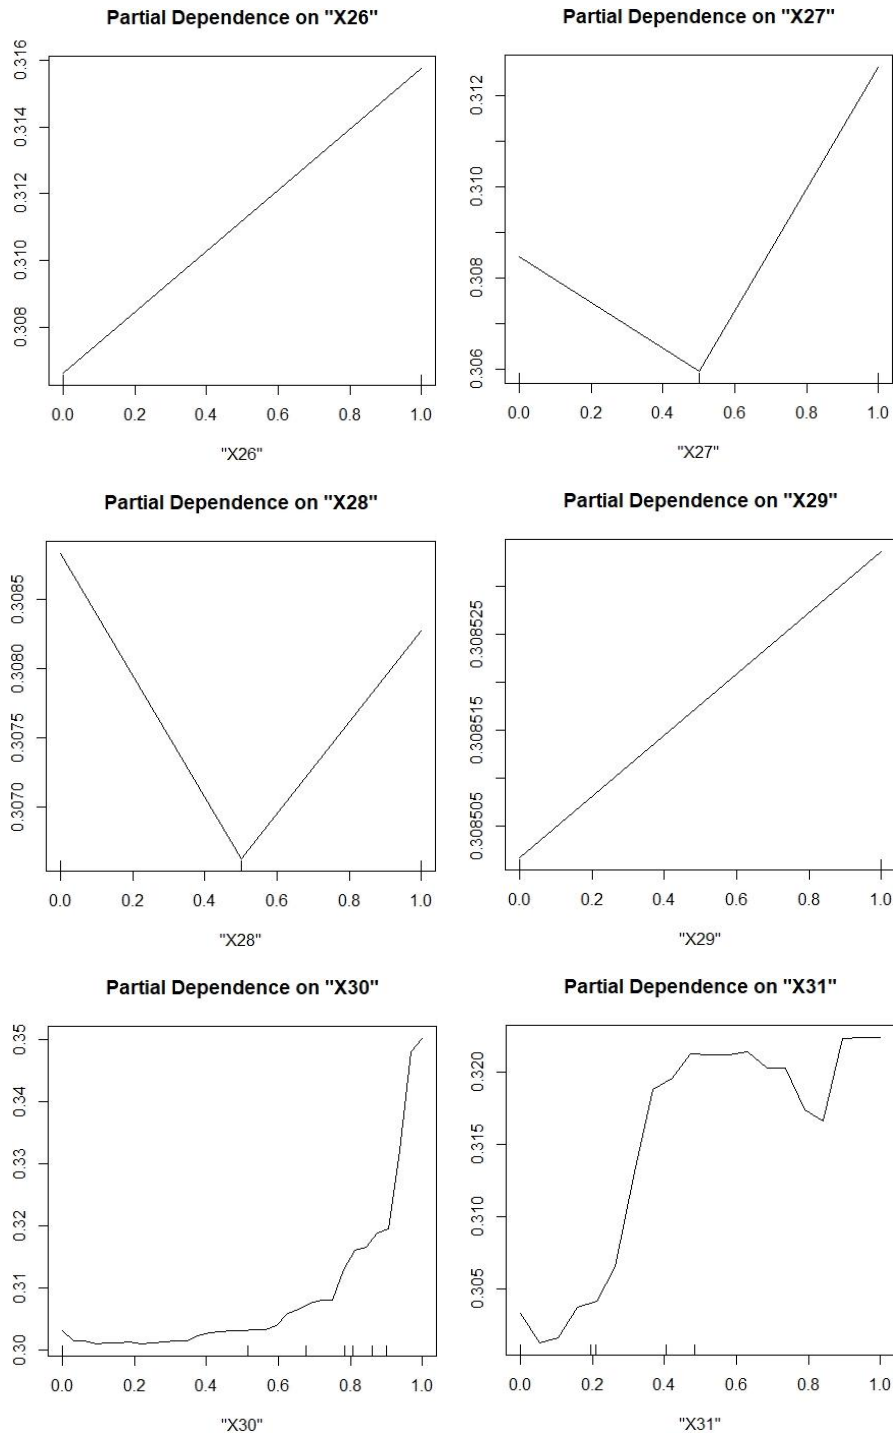 Partial Dependence on "X26"
0.308 0.310 0.312 0.314 0.316
0.0 0.2 0.4 0.6 0.8 1.0
"X26"
Partial Dependence on "X27"
0.306 0.308 0.310 0.312
0.0 0.2 0.4 0.6 0.8 1.0
"X27"
Partial Dependence on "X28"
0.3070 0.3075 0.3080 0.3085
0.0 0.2 0.4 0.6 0.8 1.0
"X28"
Partial Dependence on "X29"
0.308505 0.308515 0.308525
0.0 0.2 0.4 0.6 0.8 1.0
"X29"
Partial Dependence on "X30"
0.30 0.31 0.32 0.33 0.34 0.35
0.0 0.2 0.4 0.6 0.8 1.0
"X30"
Partial Dependence on "X31"
0.305 0.310 0.315 0.320
0.0 0.2 0.4 0.6 0.8 1.0
"X31"